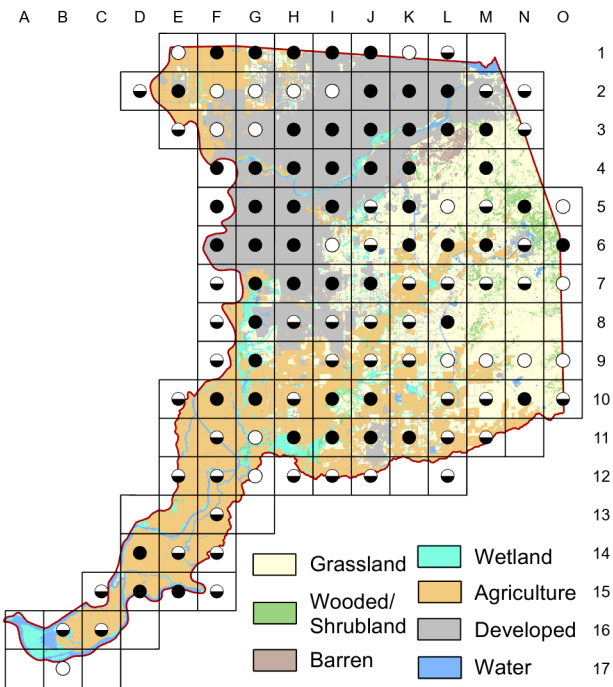 A B C D E F G H I J K L M N O
1
2
3
4
5
6
7
8
9
10
11
12
13
14
15
16
17
Grassland
Wooded/
Shrubland
Barren
Wetland
Agriculture
Developed
Water